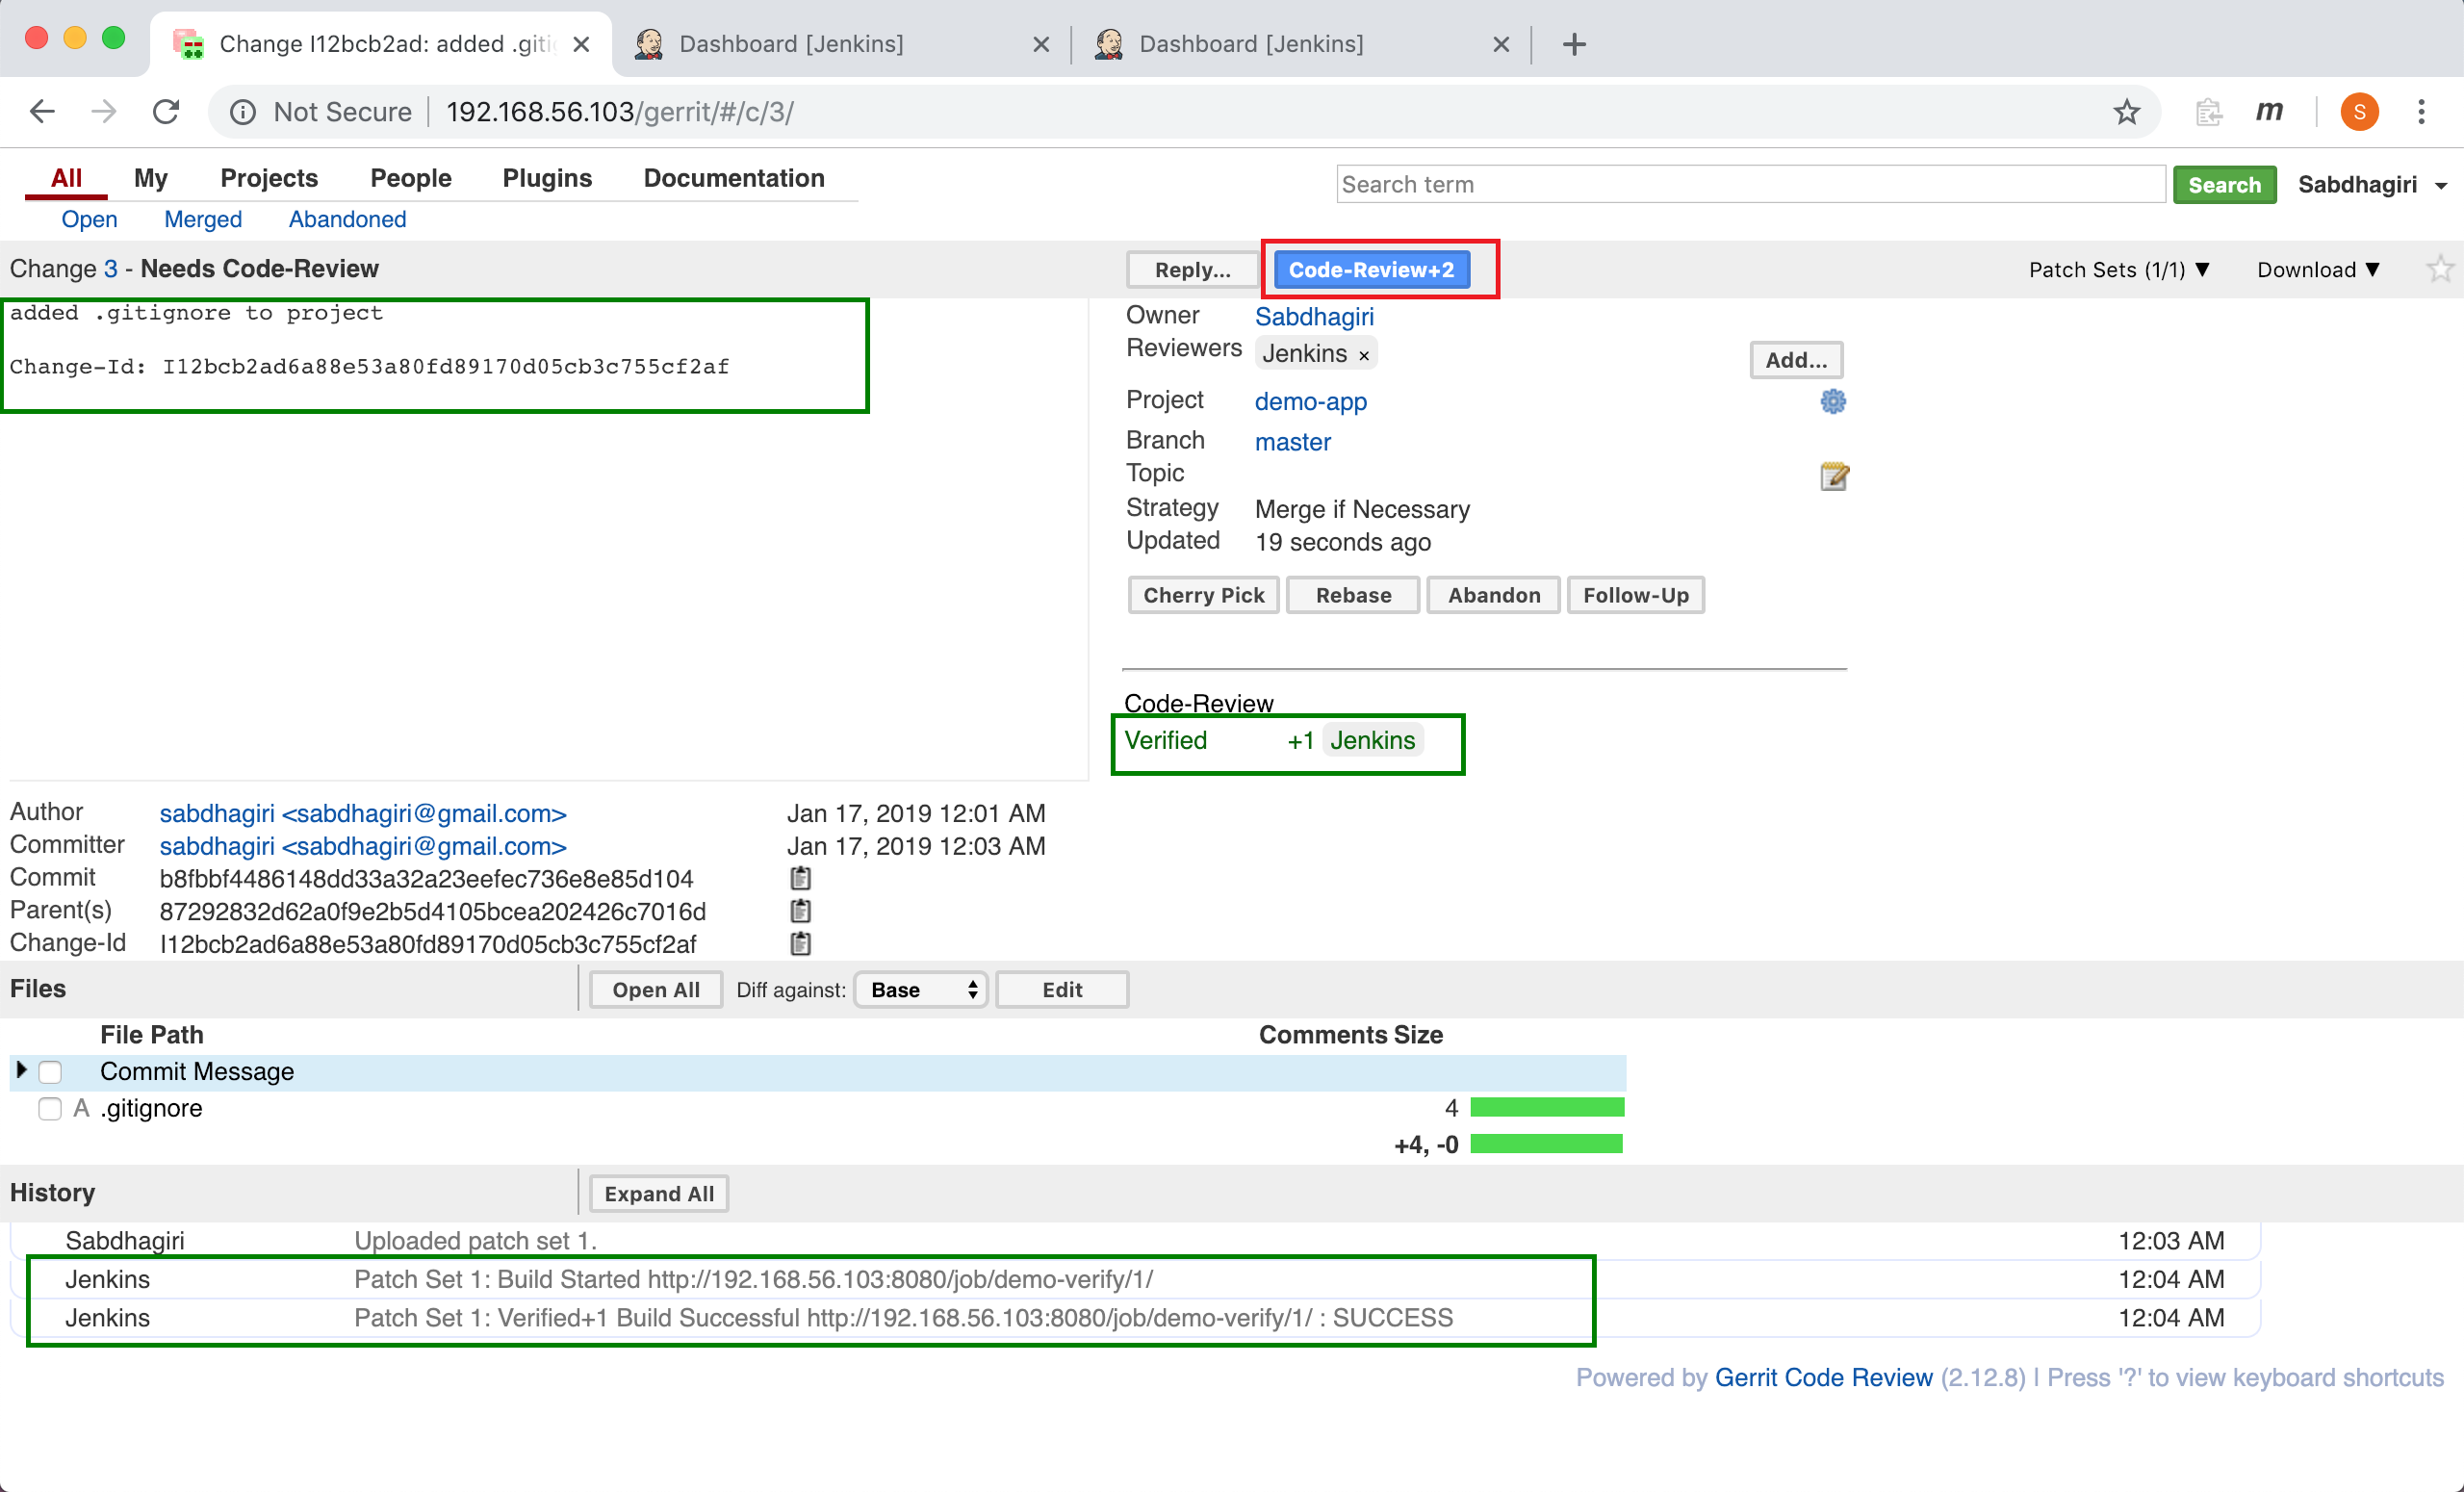 Change I12bcb2ad: added .giti
Dashboard [Jenkins]
Dashboard [Jenkins]
Not Secure 192.168.56.103/gerrit/#/c/3/
m
S
All My Projects People Plugins Documentation
Search term Search Sabdhagiri
Open Merged Abandoned
Change 3 - Needs Code-Review
Reply... Code-Review+2
Patch Sets (1/1) ▼ Download ▼
added .gitignore to project
Change-Id: I12bcb2ad6a88e53a80fd89170d05cb3c755cf2af
Owner Sabdhagiri
Reviewers Jenkins ×
Add...
Project demo-app
Branch master
Topic
Strategy Merge if Necessary
Updated 19 seconds ago
Cherry Pick Rebase Abandon Follow-Up
Code-Review
Verified +1 Jenkins
Author sabdhagiri <sabdhagiri@gmail.com> Jan 17, 2019 12:01 AM
Committer sabdhagiri <sabdhagiri@gmail.com> Jan 17, 2019 12:03 AM
Commit b8fbbf4486148dd33a32a23eefec736e8e85d104
Parent(s) 87292832d62a0f9e2b5d4105bcea202426c7016d
Change-Id I12bcb2ad6a88e53a80fd89170d05cb3c755cf2af
Files Open All Diff against: Base Edit
File Path Comments Size
Commit Message
A .gitignore 4
+4, -0
History Expand All
Sabdhagiri Uploaded patch set 1. 12:03 AM
Jenkins Patch Set 1: Build Started http://192.168.56.103:8080/job/demo-verify/1/ 12:04 AM
Jenkins Patch Set 1: Verified+1 Build Successful http://192.168.56.103:8080/job/demo-verify/1/ : SUCCESS 12:04 AM
Powered by Gerrit Code Review (2.12.8) | Press '?' to view keyboard shortcuts